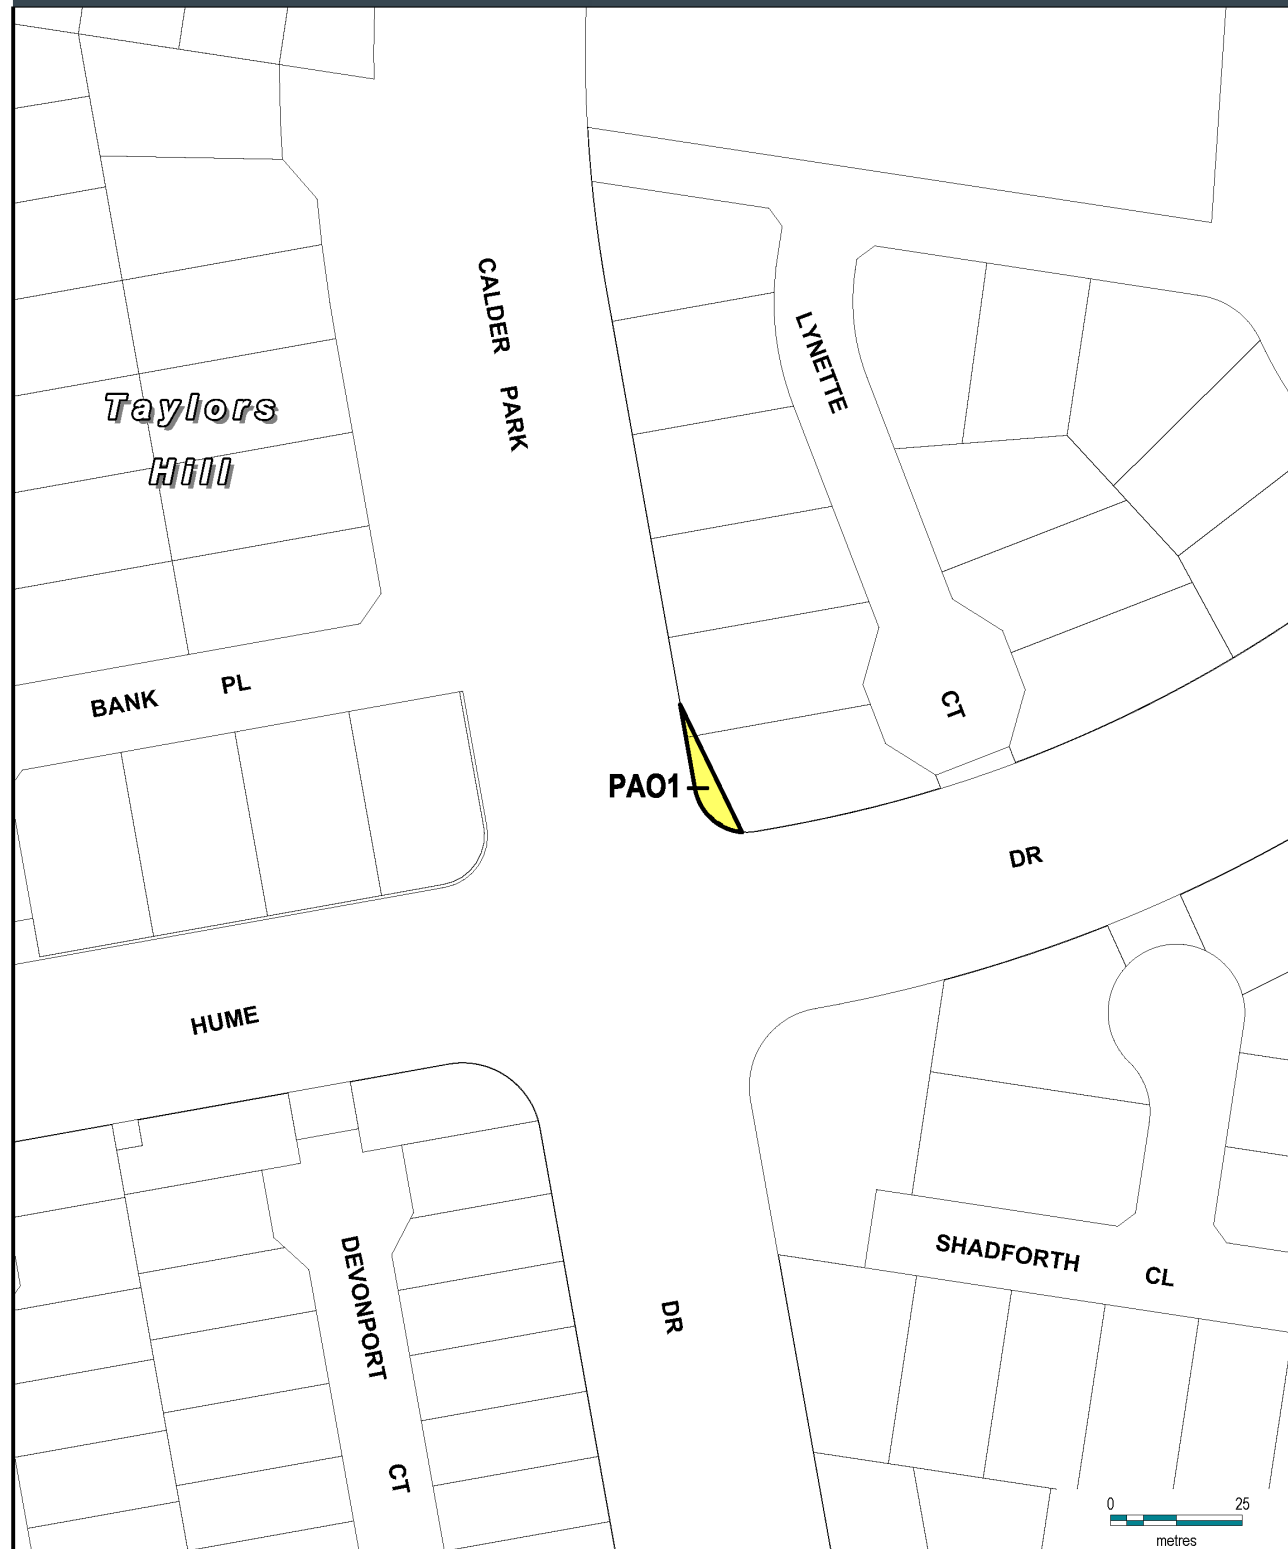 CALDER PARK
LYNETTE
Taylors
Hill
BANK PL
CT
PAO1
DR
HUME
SHADFORTH CL
DEVONPORT
DR
CT
0 25
metres